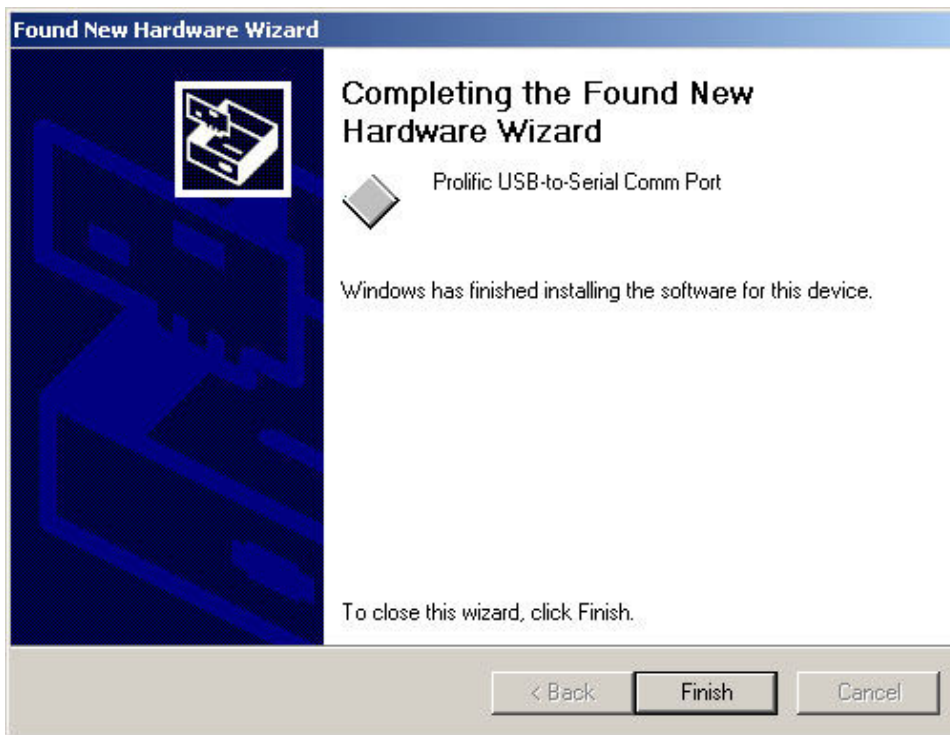 Found New Hardware Wizard
Completing the Found New
Hardware Wizard
Prolific USB-to-Serial Comm Port
Windows has finished installing the software for this device.
To close this wizard, click Finish.
< Back
Finish
Cancel